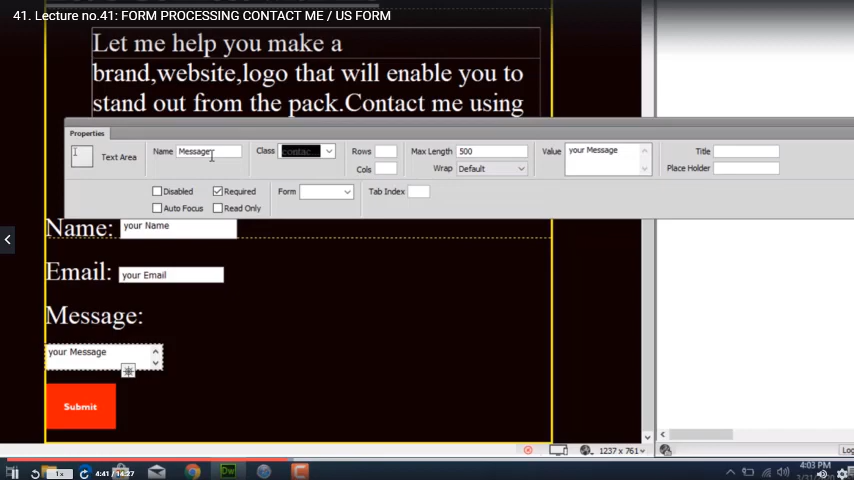 41. Lecture no.41: FORM PROCESSING CONTACT ME / US FORM
Let me help you make a
brand,website,logo that will enable you to
stand out from the pack.Contact me using
Properties
Text Area
Name Message
Class contac
Rows
Cols
Max Length 500
Wrap Default
Value your Message
Title
Place Holder
Disabled Required Form Tab Index
Auto Focus Read Only
Name: your Name
Email: your Email
Message:
your Message
Submit
1237 x 761
Log
1x 4:41 / 14:27 Dw
4:03 PM